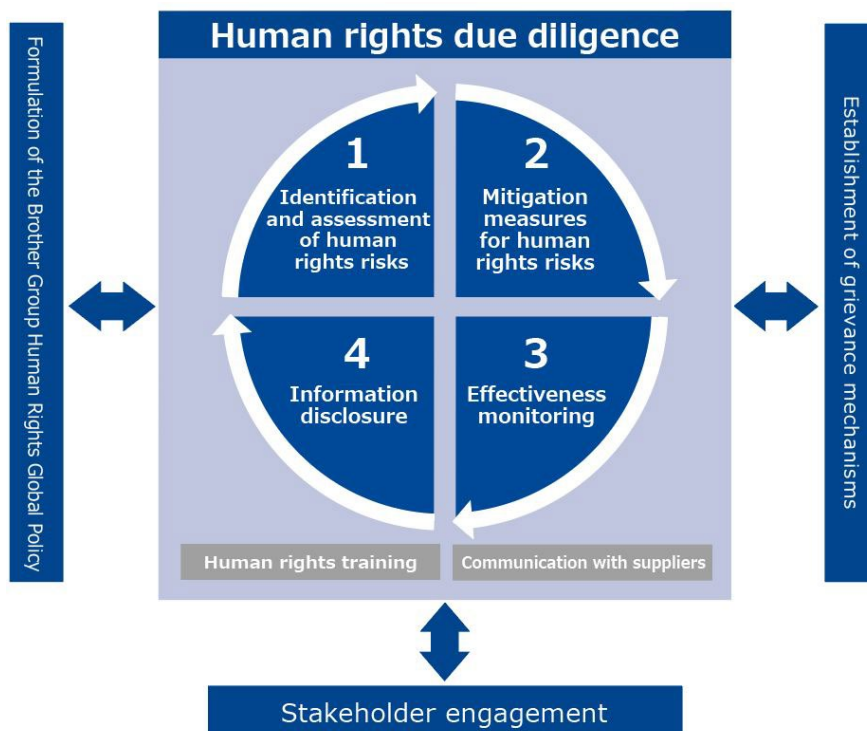 Human rights due diligence
Formulation of the Brother Group Human Rights Global Policy
1
Identification
and assessment
of human
rights risks
2
Mitigation
measures
for human
rights risks
4
Information
disclosure
3
Effectiveness
monitoring
Human rights training
Communication with suppliers
Establishment of grievance mechanisms
Stakeholder engagement